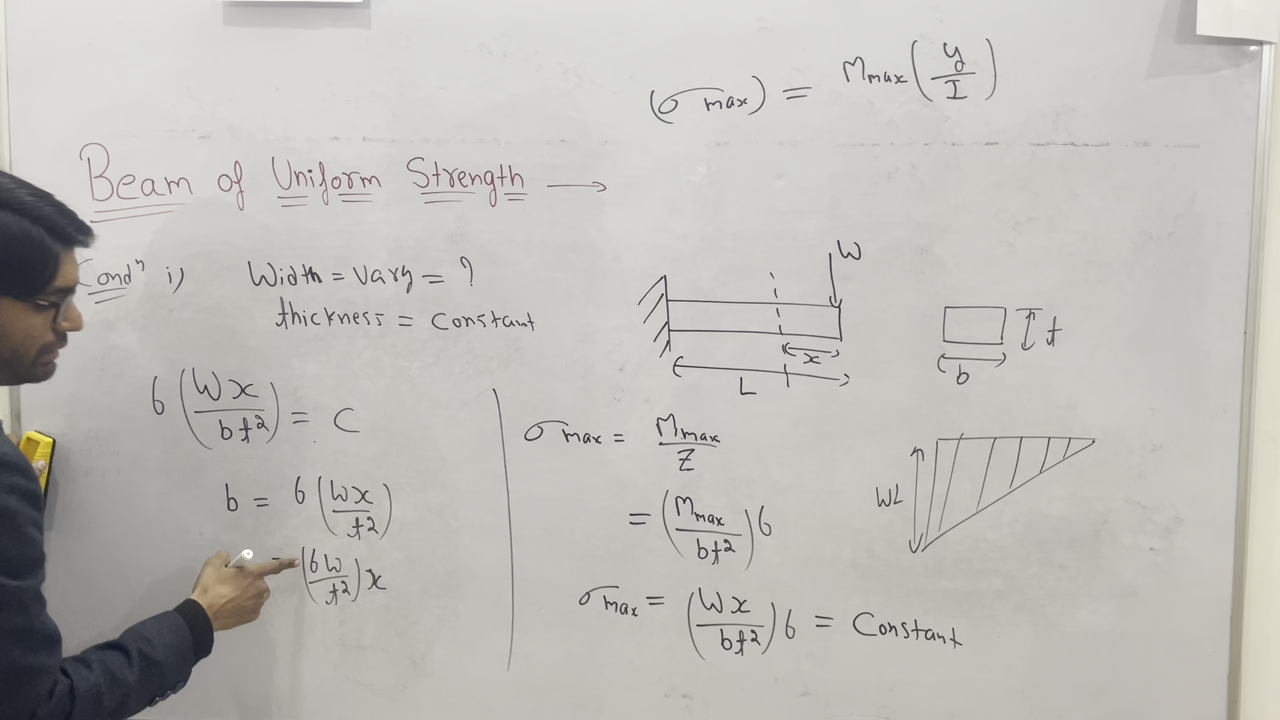 (σ max) = Mmax (y/I)
Beam of Uniform Strength →
Condⁿ i) Width = Vary = ?
thickness = Constant
W
x
L
t
b
6 (Wx/bt²) = C
b = 6 (Wx/t²)
= (6W/t²) x
σ max = Mmax/Z
= (Mmax/bt²) 6
σ max = (Wx/bt²) 6 = Constant
WL